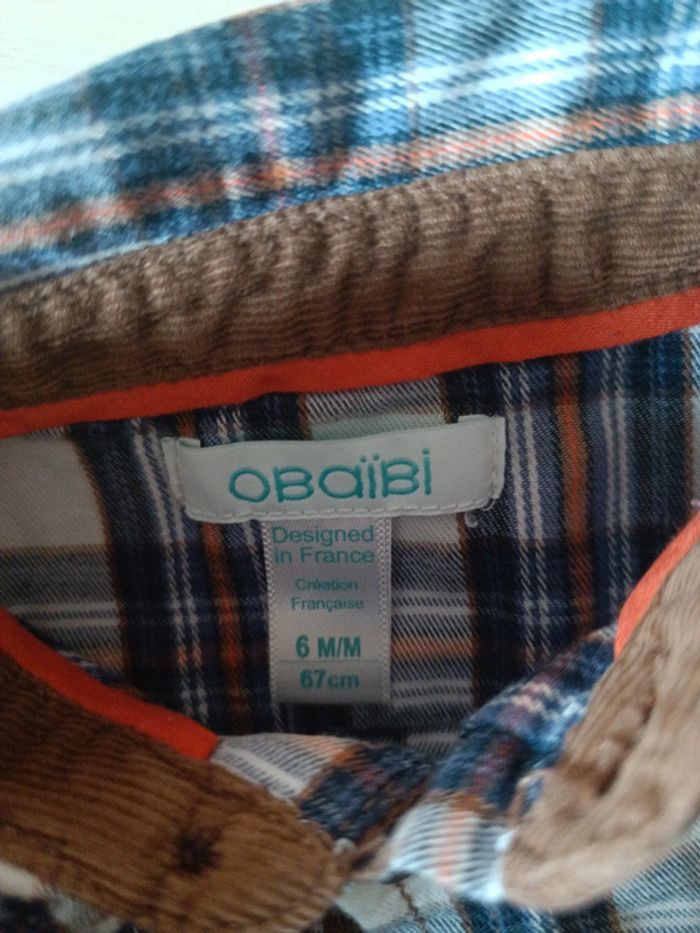 OBaïBi
Designed
in France
Création
Française
6 M/M
67cm